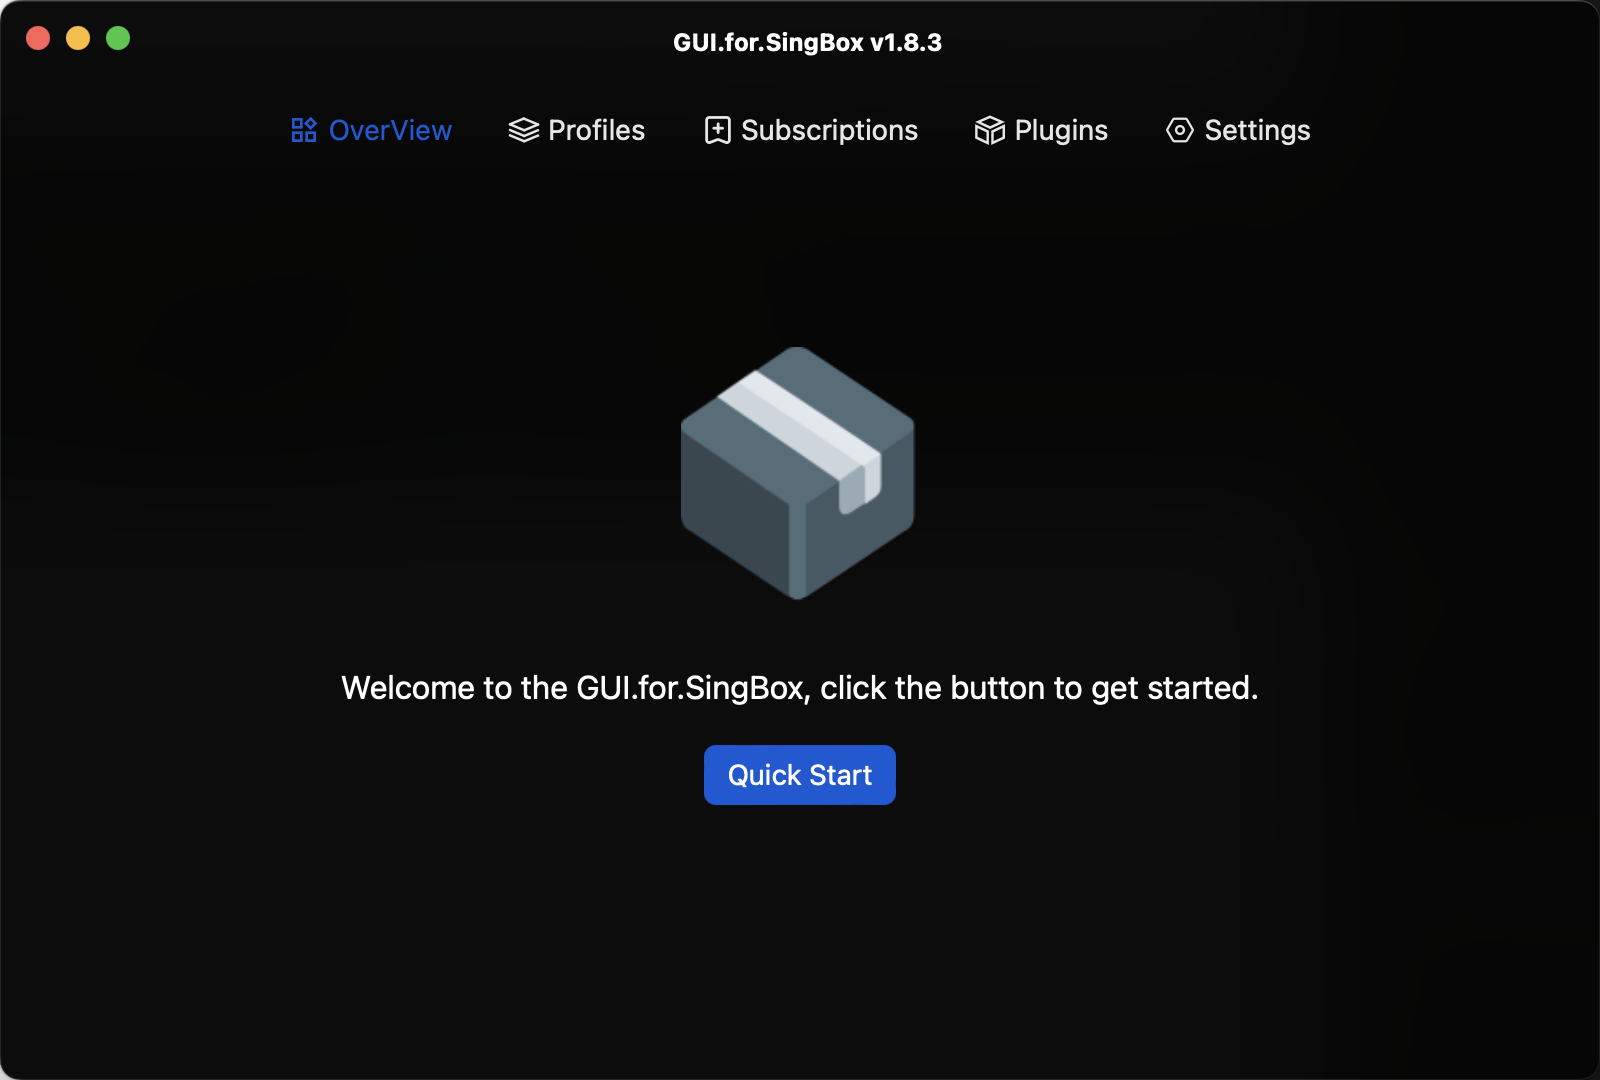 GUI.for.SingBox v1.8.3
OverView Profiles Subscriptions Plugins Settings
Welcome to the GUI.for.SingBox, click the button to get started.
Quick Start